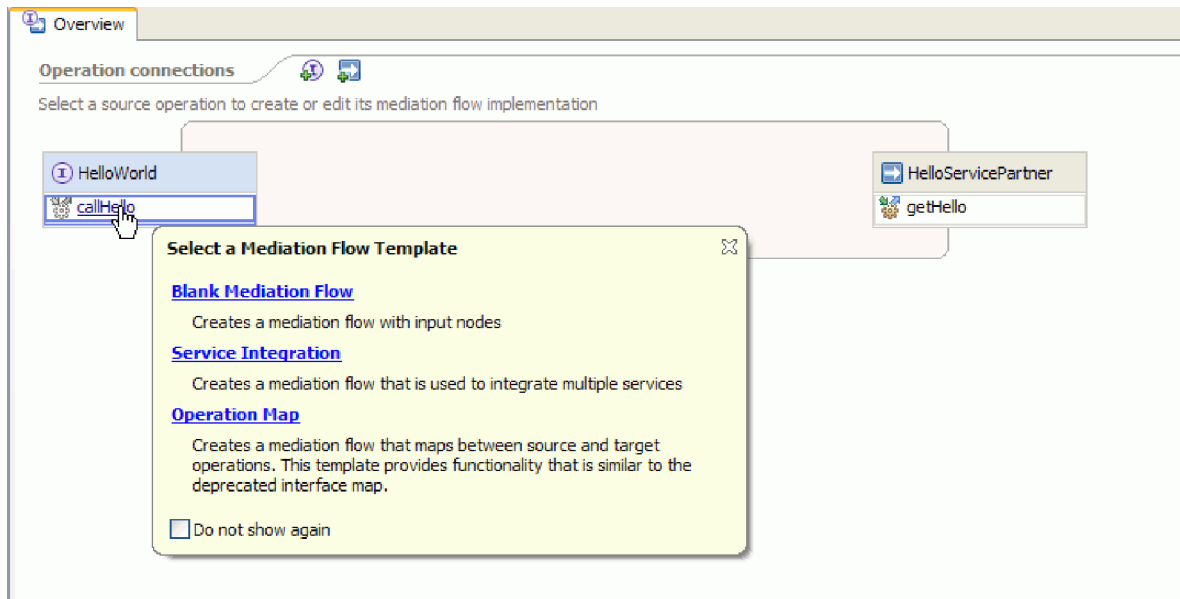 Overview
Operation connections
Select a source operation to create or edit its mediation flow implementation
HelloWorld
HelloServicePartner
callHello
getHello
Select a Mediation Flow Template
Blank Mediation Flow
Creates a mediation flow with input nodes
Service Integration
Creates a mediation flow that is used to integrate multiple services
Operation Map
Creates a mediation flow that maps between source and target
operations. This template provides functionality that is similar to the
deprecated interface map.
Do not show again